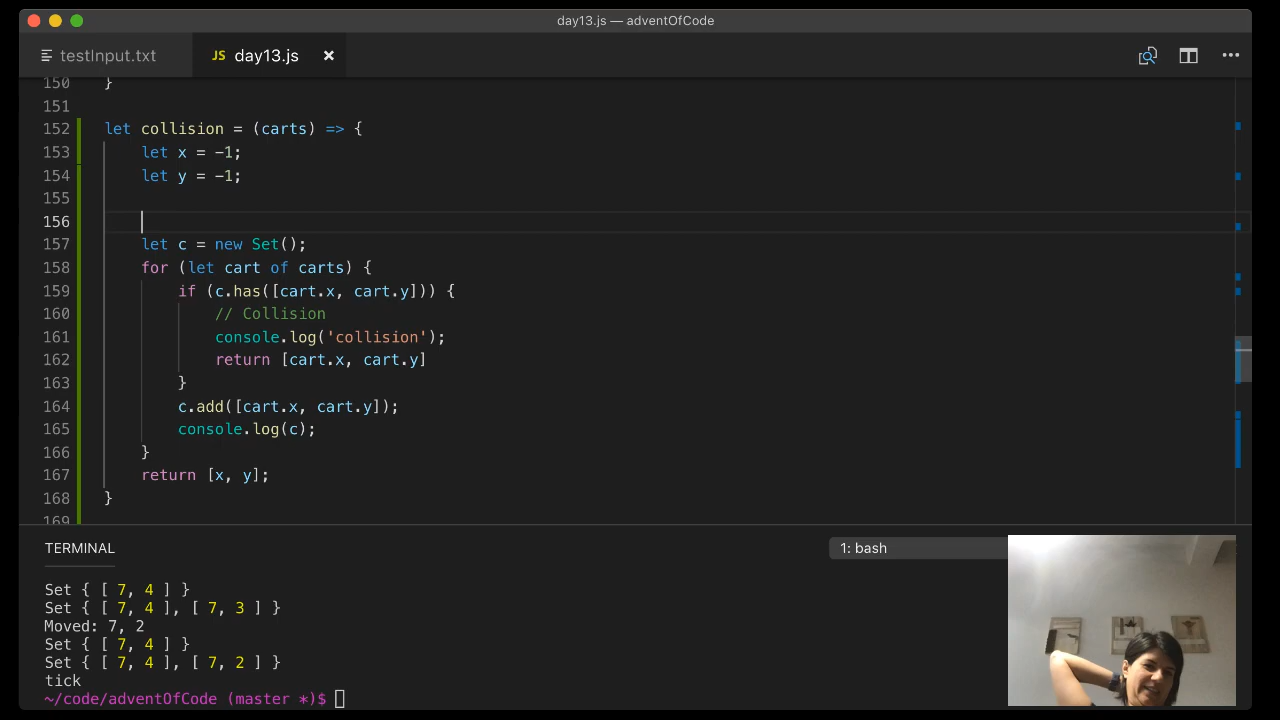 day13.js — adventOfCode
testInput.txt
JS day13.js ×
150 }
151
152 let collision = (carts) => {
153 let x = -1;
154 let y = -1;
155
156
157 let c = new Set();
158 for (let cart of carts) {
159 if (c.has([cart.x, cart.y])) {
160 // Collision
161 console.log('collision');
162 return [cart.x, cart.y]
163 }
164 c.add([cart.x, cart.y]);
165 console.log(c);
166 }
167 return [x, y];
168 }
169
TERMINAL
1: bash
Set { [ 7, 4 ] }
Set { [ 7, 4 ], [ 7, 3 ] }
Moved: 7, 2
Set { [ 7, 4 ] }
Set { [ 7, 4 ], [ 7, 2 ] }
tick
~/code/adventOfCode (master *)$